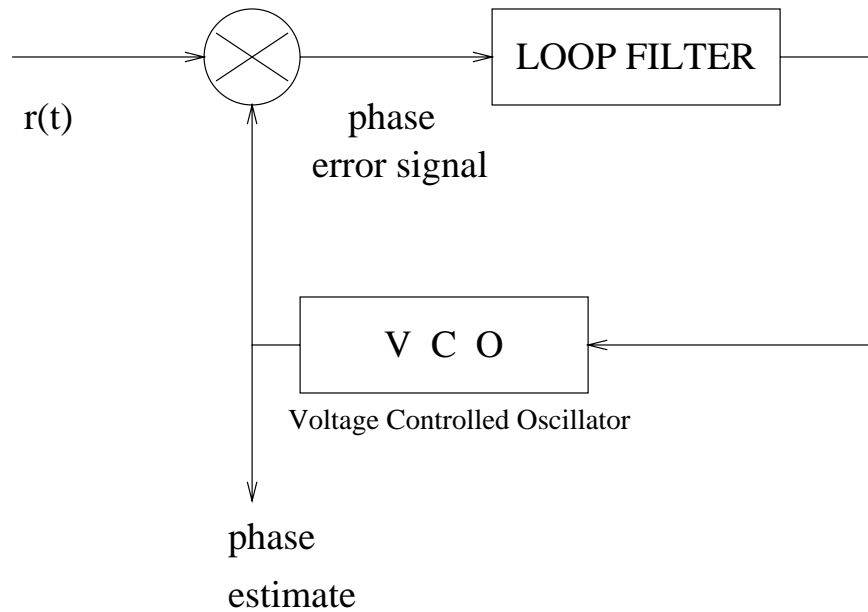 LOOP FILTER
r(t)
phase
error signal
V C O
Voltage Controlled Oscillator
phase
estimate